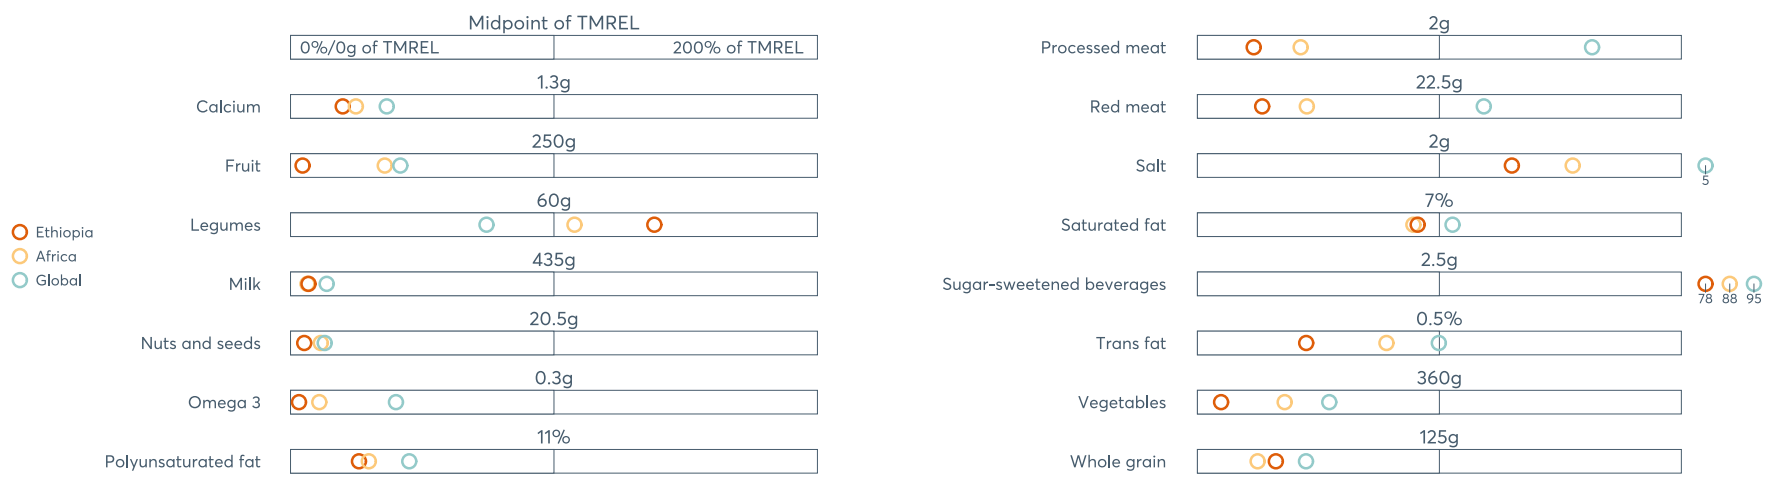 Midpoint of TMREL
0%/0g of TMREL 200% of TMREL
1.3g
Calcium
250g
Fruit
60g
Legumes
435g
Milk
20.5g
Nuts and seeds
0.3g
Omega 3
11%
Polyunsaturated fat
Ethiopia
Africa
Global
2g
Processed meat
22.5g
Red meat
2g
Salt
5
7%
Saturated fat
2.5g
Sugar-sweetened beverages
78 88 95
0.5%
Trans fat
360g
Vegetables
125g
Whole grain